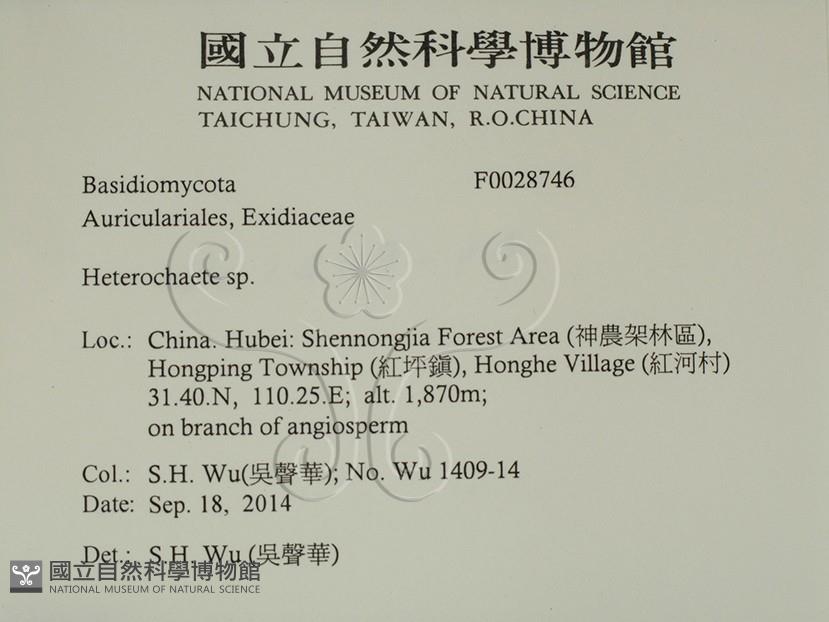 國立自然科學博物館
NATIONAL MUSEUM OF NATURAL SCIENCE
TAICHUNG, TAIWAN, R.O.CHINA
Basidiomycota F0028746
Auriculariales, Exidiaceae
Heterochaete sp.
Loc.: China. Hubei: Shennongjia Forest Area (神農架林區),
Hongping Township (紅坪鎮), Honghe Village (紅河村)
31.40.N, 110.25.E; alt. 1,870m;
on branch of angiosperm
Col.: S.H. Wu(吳聲華); No. Wu 1409-14
Date: Sep. 18, 2014
Det.: S.H. Wu (吳聲華)
國立自然科學博物館
NATIONAL MUSEUM OF NATURAL SCIENCE